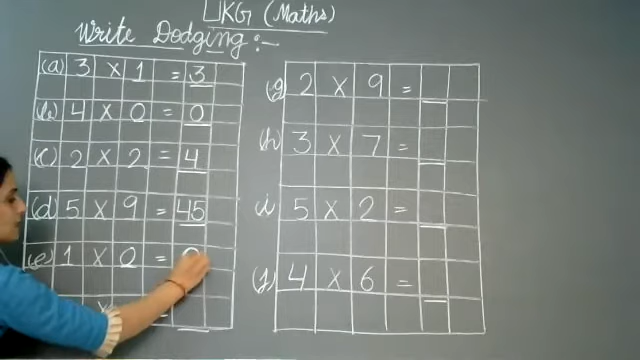 UKG (Maths)
Write Dodging :-
(a) 3 x 1 = 3
(b) 4 x 0 = 0
(c) 2 x 2 = 4
(d) 5 x 9 = 45
(e) 1 x 0 = 0
x
(g) 2 x 9 =
(h) 3 x 7 =
i) 5 x 2 =
(j) 4 x 6 =